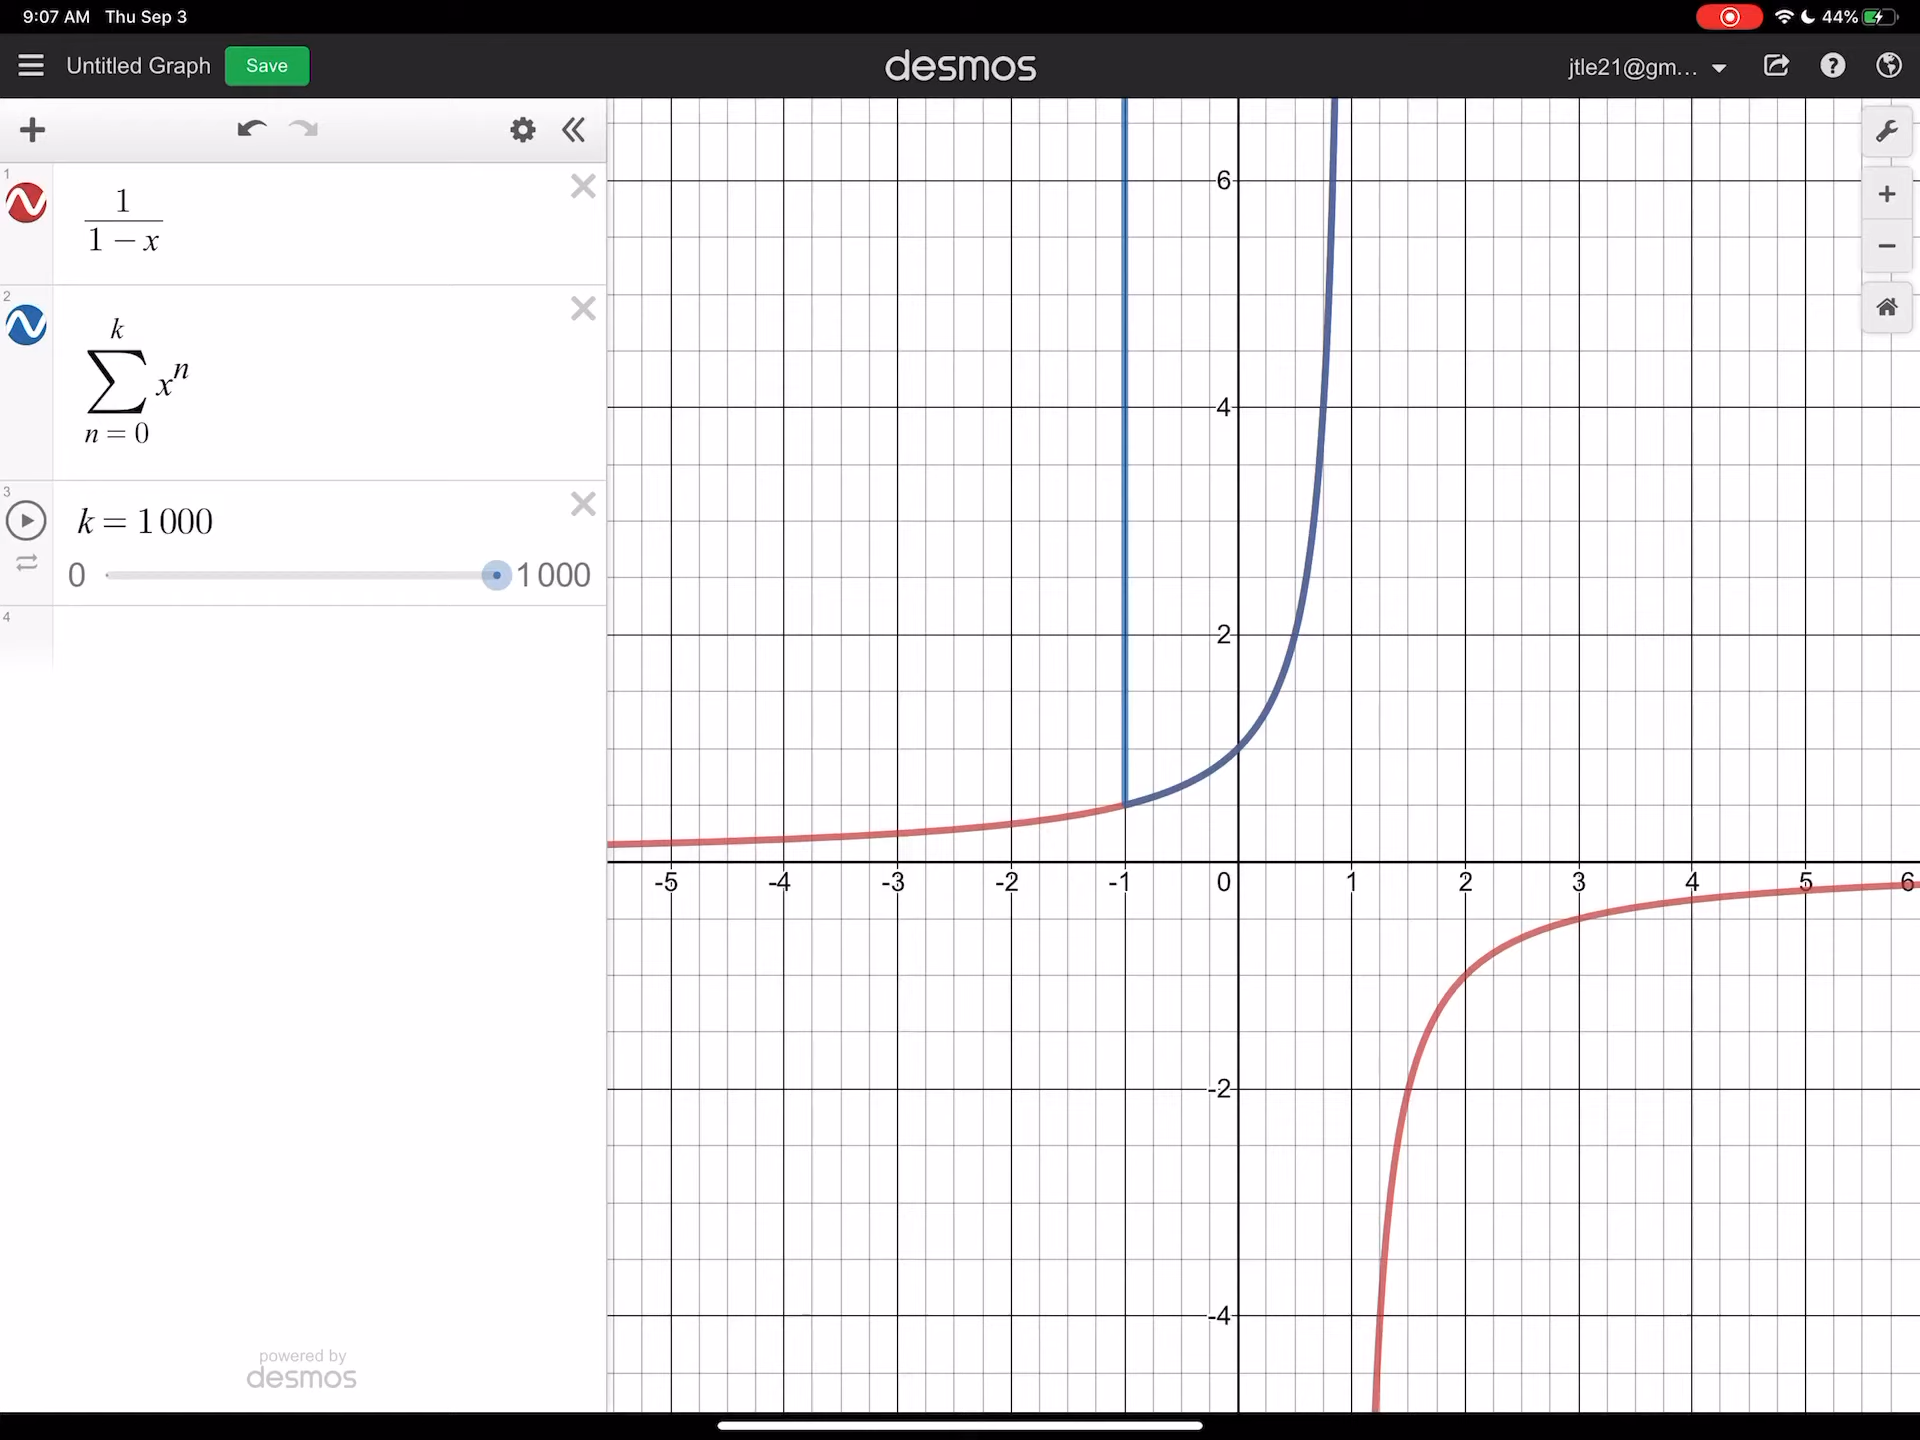 9:07 AM Thu Sep 3
44%
Untitled Graph Save desmos jtle21@gm...
1
1
1 − x
2
k
∑ xⁿ
n = 0
3
k = 1000
0 1000
4
powered by
desmos
6
4
2
-5 -4 -3 -2 -1 0 1 2 3 4 5 6
-2
-4